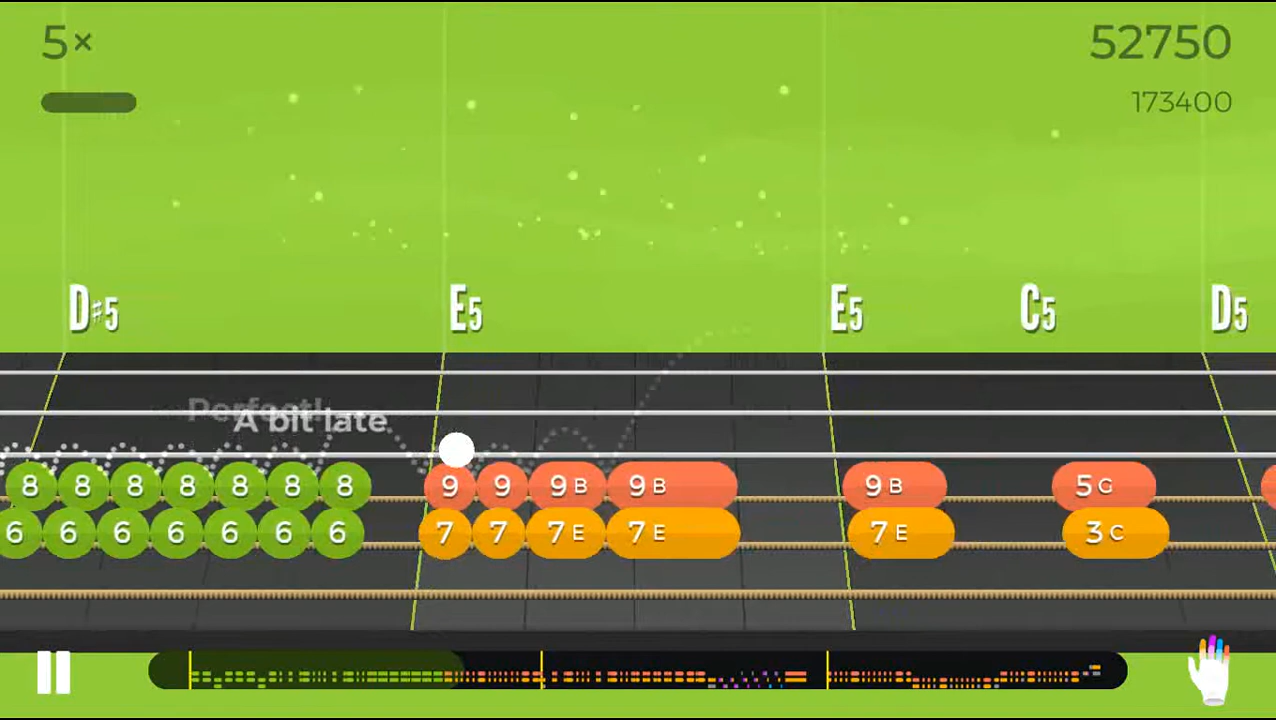 5×
52750
173400
D♯5 E5 E5 C5 D5
Perfect!
A bit late
8 8 8 8 8 8 8 9 9 9 B 9 B 9 B 5 G
6 6 6 6 6 6 6 7 7 7 E 7 E 7 E 3 C